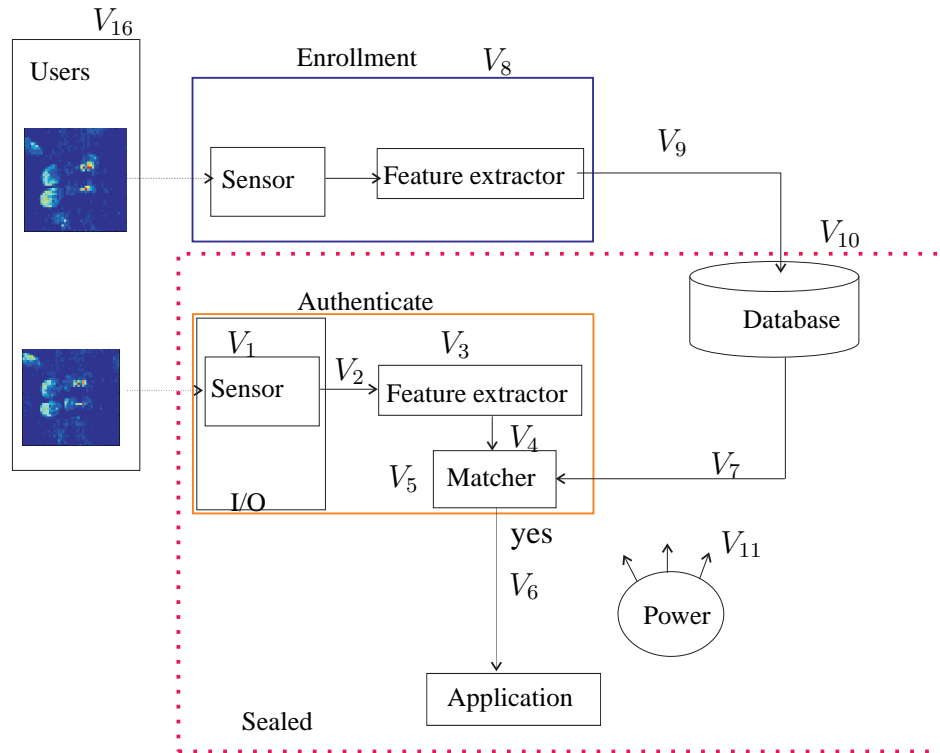 V16
Users
Enrollment V8
Sensor
Feature extractor
V9
V10
Database
Authenticate
V1
Sensor
V2
V3
Feature extractor
V4
V5
Matcher
V7
I/O
yes
V6
V11
Power
Application
Sealed